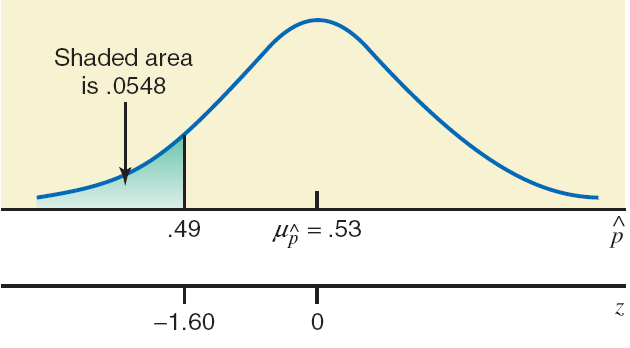 Shaded area
is .0548
.49
μp̂ = .53
p̂
−1.60
0
z